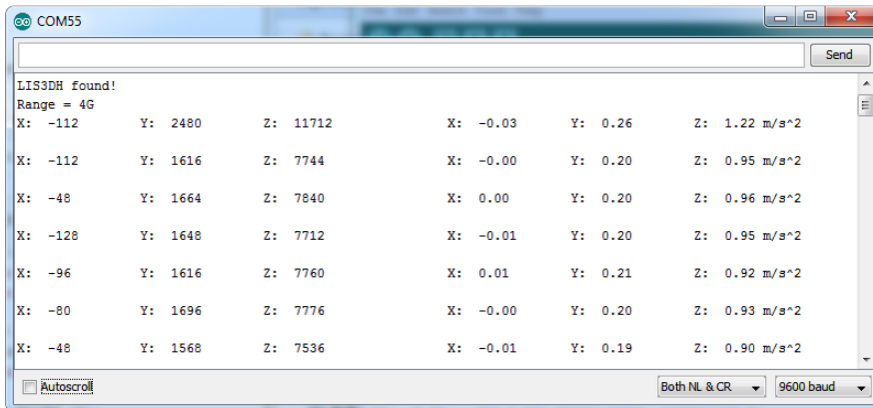 COM55
Send
LIS3DH found!
Range = 4G
X: -112 Y: 2480 Z: 11712 X: -0.03 Y: 0.26 Z: 1.22 m/s^2
X: -112 Y: 1616 Z: 7744 X: -0.00 Y: 0.20 Z: 0.95 m/s^2
X: -48 Y: 1664 Z: 7840 X: 0.00 Y: 0.20 Z: 0.96 m/s^2
X: -128 Y: 1648 Z: 7712 X: -0.01 Y: 0.20 Z: 0.95 m/s^2
X: -96 Y: 1616 Z: 7760 X: 0.01 Y: 0.21 Z: 0.92 m/s^2
X: -80 Y: 1696 Z: 7776 X: -0.00 Y: 0.20 Z: 0.93 m/s^2
X: -48 Y: 1568 Z: 7536 X: -0.01 Y: 0.19 Z: 0.90 m/s^2
Autoscroll Both NL & CR 9600 baud